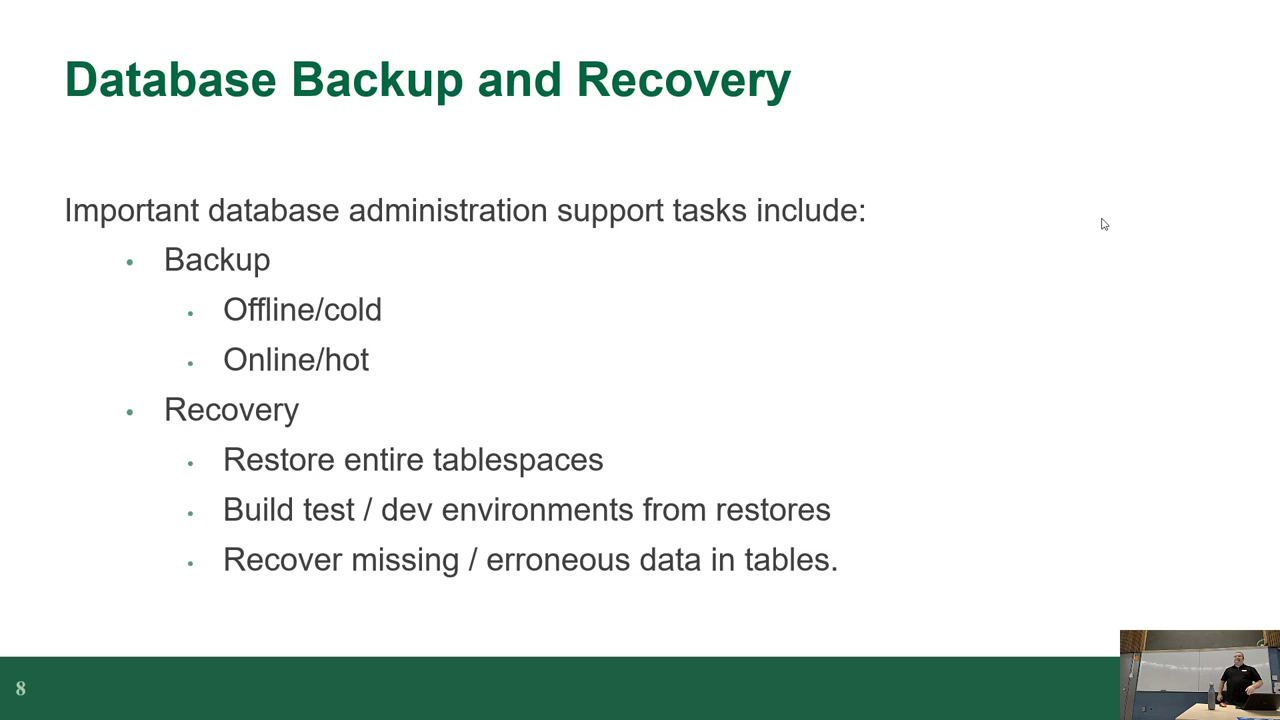 Database Backup and Recovery
Important database administration support tasks include:
• Backup
• Offline/cold
• Online/hot
• Recovery
• Restore entire tablespaces
• Build test / dev environments from restores
• Recover missing / erroneous data in tables.
8